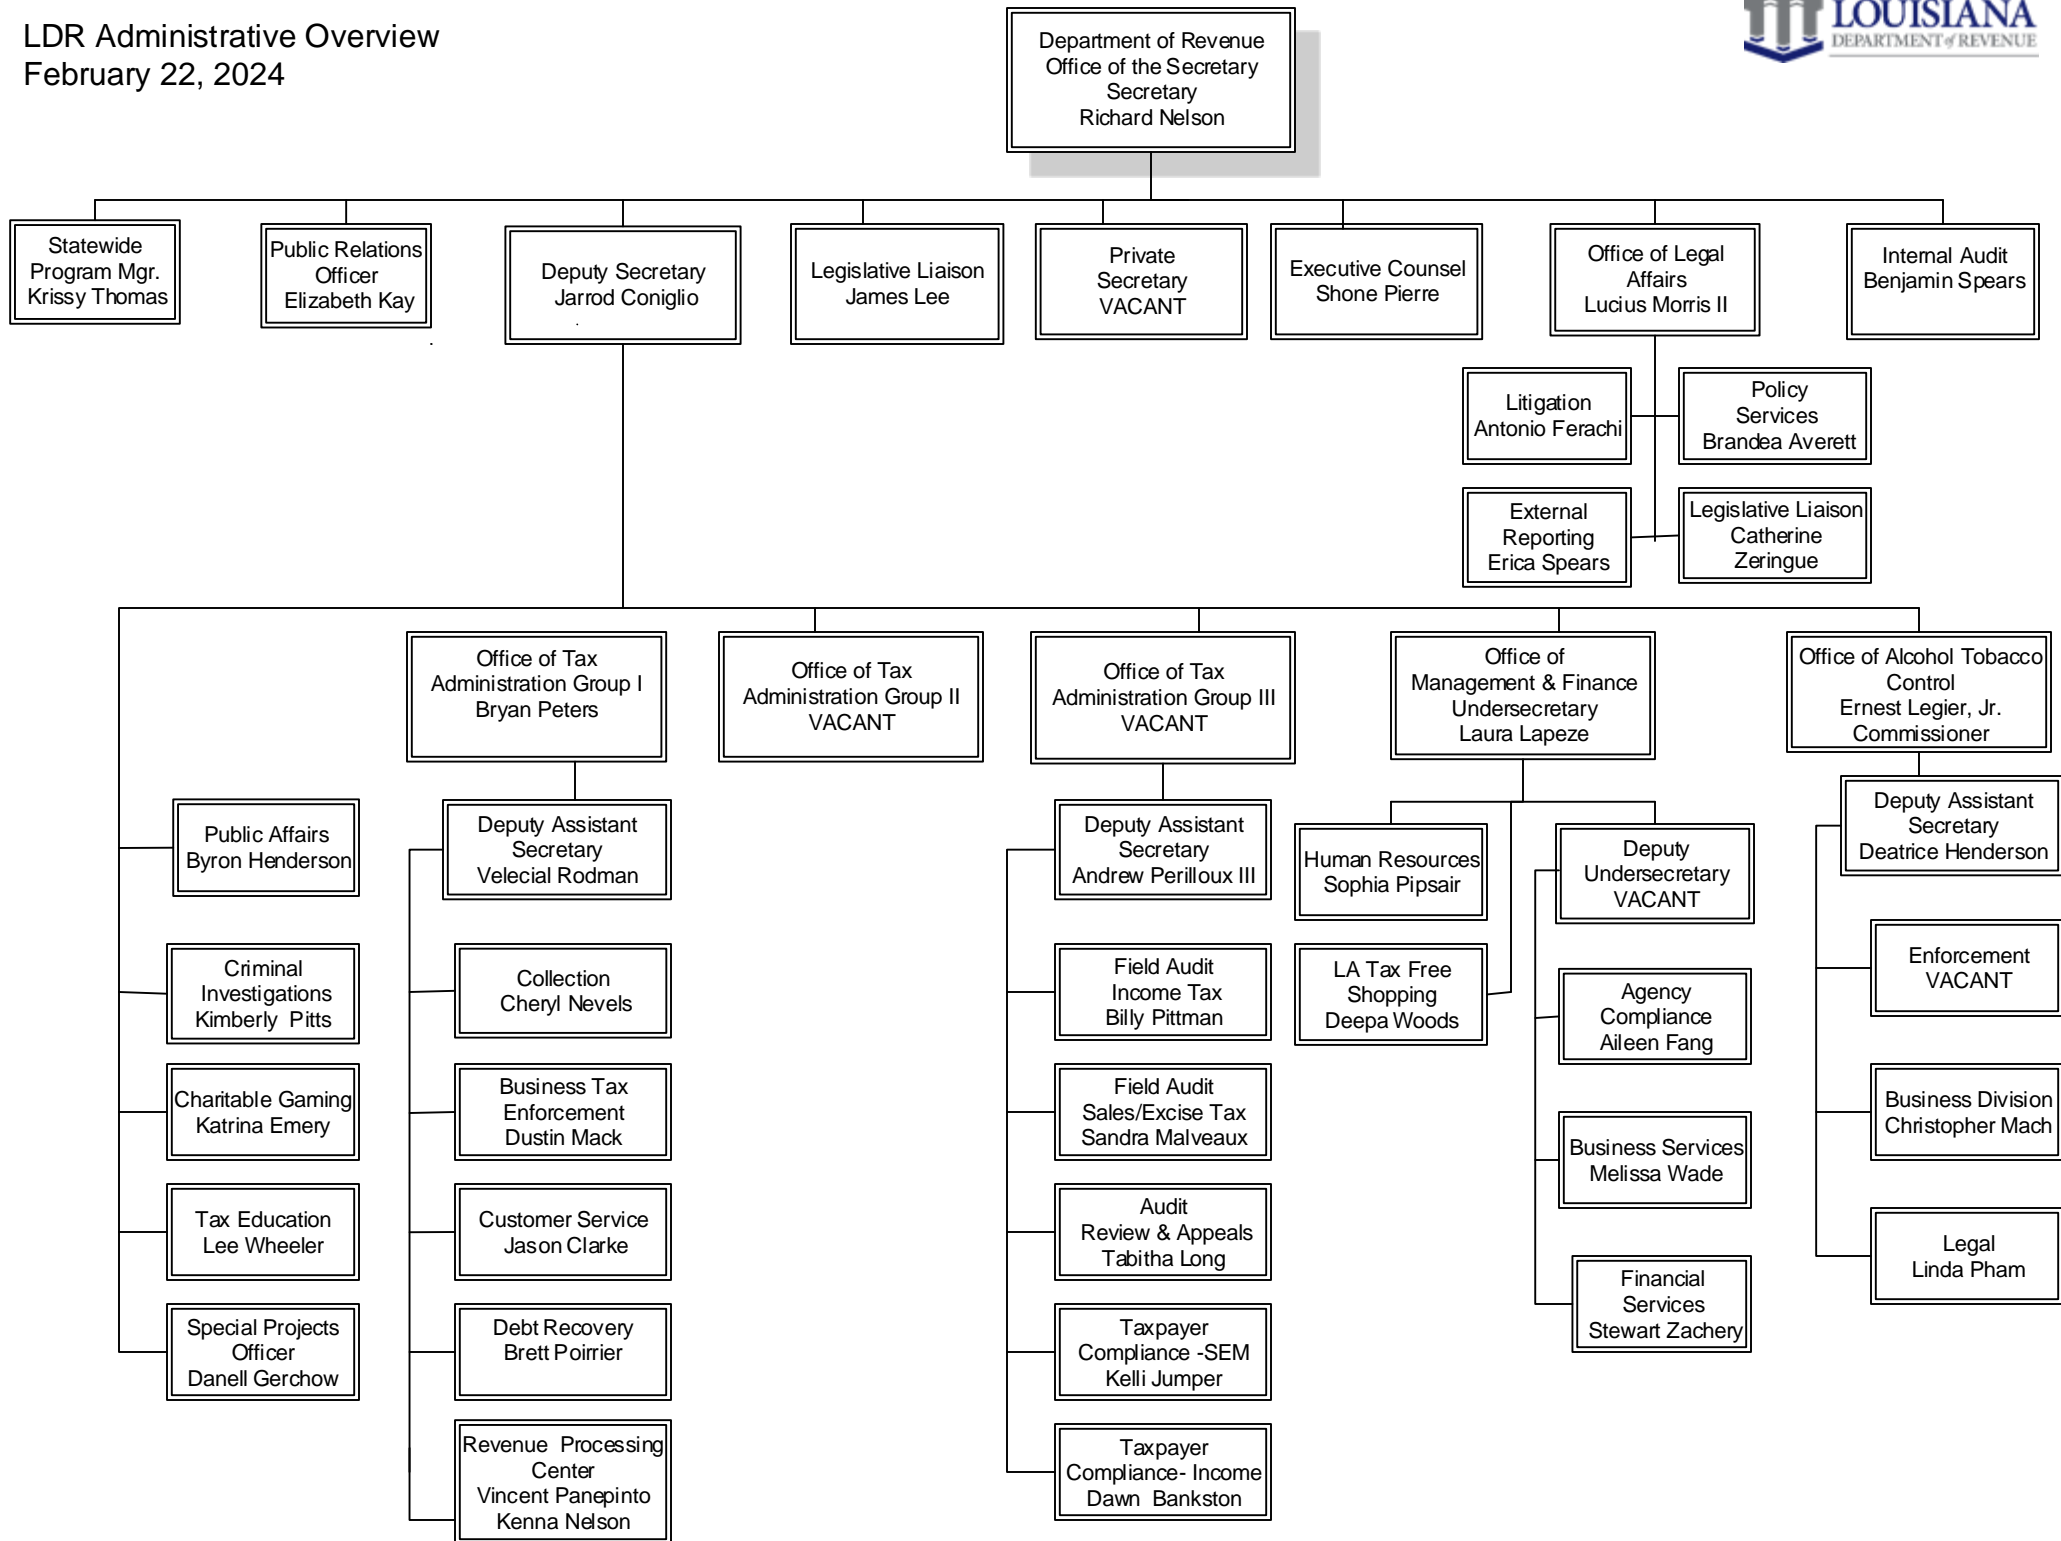 LDR Administrative Overview
February 22, 2024
LOUISIANA
DEPARTMENT of REVENUE
Department of Revenue
Office of the Secretary
Secretary
Richard Nelson
Statewide
Program Mgr.
Krissy Thomas
Public Relations
Officer
Elizabeth Kay
Deputy Secretary
Jarrod Coniglio
Legislative Liaison
James Lee
Private
Secretary
VACANT
Executive Counsel
Shone Pierre
Office of Legal
Affairs
Lucius Morris II
Internal Audit
Benjamin Spears
Litigation
Antonio Ferachi
Policy
Services
Brandea Averett
External
Reporting
Erica Spears
Legislative Liaison
Catherine
Zeringue
Office of Tax
Administration Group I
Bryan Peters
Office of Tax
Administration Group II
VACANT
Office of Tax
Administration Group III
VACANT
Office of
Management & Finance
Undersecretary
Laura Lapeze
Office of Alcohol Tobacco
Control
Ernest Legier, Jr.
Commissioner
Public Affairs
Byron Henderson
Criminal
Investigations
Kimberly Pitts
Charitable Gaming
Katrina Emery
Tax Education
Lee Wheeler
Special Projects
Officer
Danell Gerchow
Deputy Assistant
Secretary
Velecial Rodman
Collection
Cheryl Nevels
Business Tax
Enforcement
Dustin Mack
Customer Service
Jason Clarke
Debt Recovery
Brett Poirrier
Revenue Processing
Center
Vincent Panepinto
Kenna Nelson
Deputy Assistant
Secretary
Andrew Perilloux III
Field Audit
Income Tax
Billy Pittman
Field Audit
Sales/Excise Tax
Sandra Malveaux
Audit
Review & Appeals
Tabitha Long
Taxpayer
Compliance -SEM
Kelli Jumper
Taxpayer
Compliance- Income
Dawn Bankston
Human Resources
Sophia Pipsair
LA Tax Free
Shopping
Deepa Woods
Deputy
Undersecretary
VACANT
Agency
Compliance
Aileen Fang
Business Services
Melissa Wade
Financial
Services
Stewart Zachery
Deputy Assistant
Secretary
Deatrice Henderson
Enforcement
VACANT
Business Division
Christopher Mach
Legal
Linda Pham